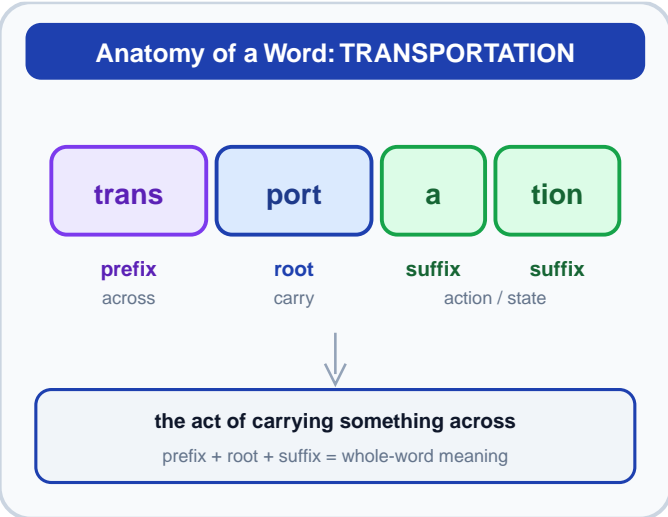 Anatomy of a Word: TRANSPORTATION
trans port a tion
prefix root suffix suffix
across carry action / state
the act of carrying something across
prefix + root + suffix = whole-word meaning